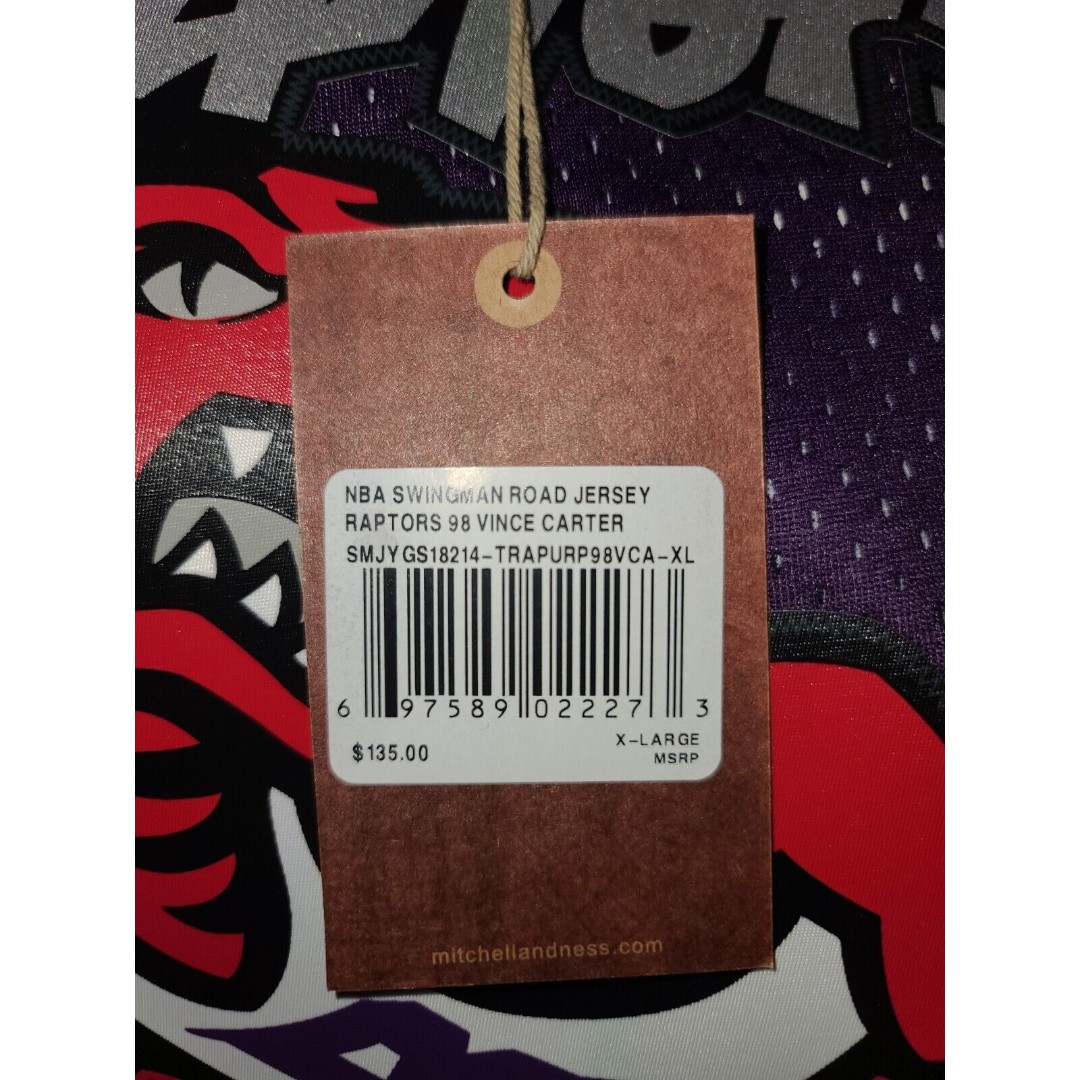 NBA SWINGMAN ROAD JERSEY
RAPTORS 98 VINCE CARTER
SMJYGS18214-TRAPURP98VCA-XL
6 97589 02227 3
$135.00
X-LARGE
MSRP
mitchellandness.com